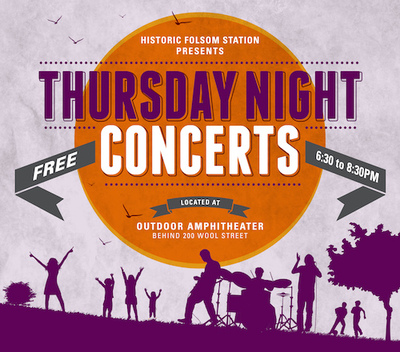 HISTORIC FOLSOM STATION
PRESENTS
THURSDAY NIGHT
CONCERTS
FREE
6:30 to 8:30PM
LOCATED AT
OUTDOOR AMPHITHEATER
BEHIND 200 WOOL STREET